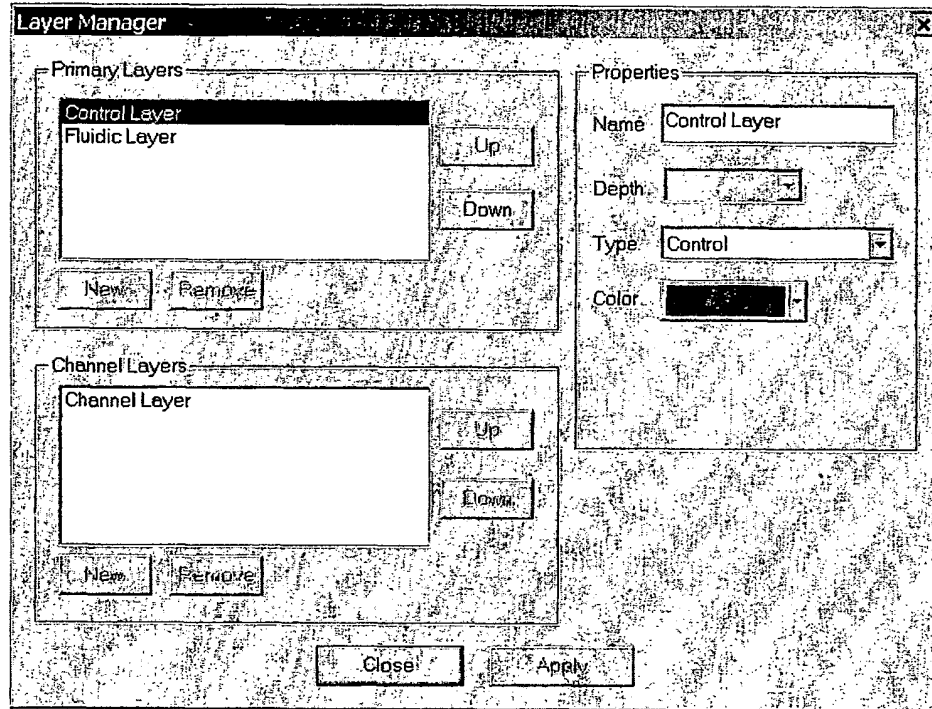 Layer Manager
Primary Layers
Control Layer
Fluidic Layer
Up
Down
New
Remove
Channel Layers
Channel Layer
Up
Down
New
Remove
Properties
Name
Control Layer
Depth
Type
Control
Color
Close
Apply